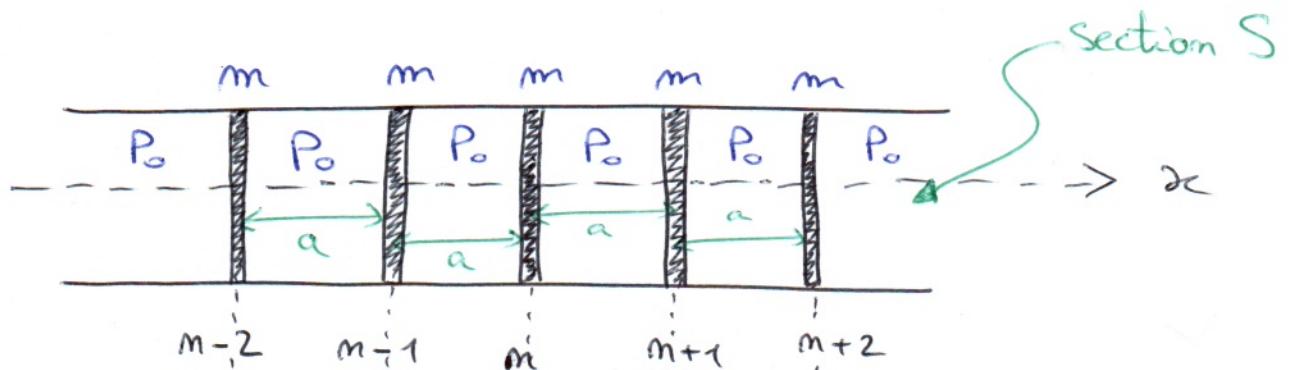 section S
m m m m m
P₀ P₀ P₀ P₀ P₀ P₀
x
a a a a
n-2 n-1 n n+1 n+2